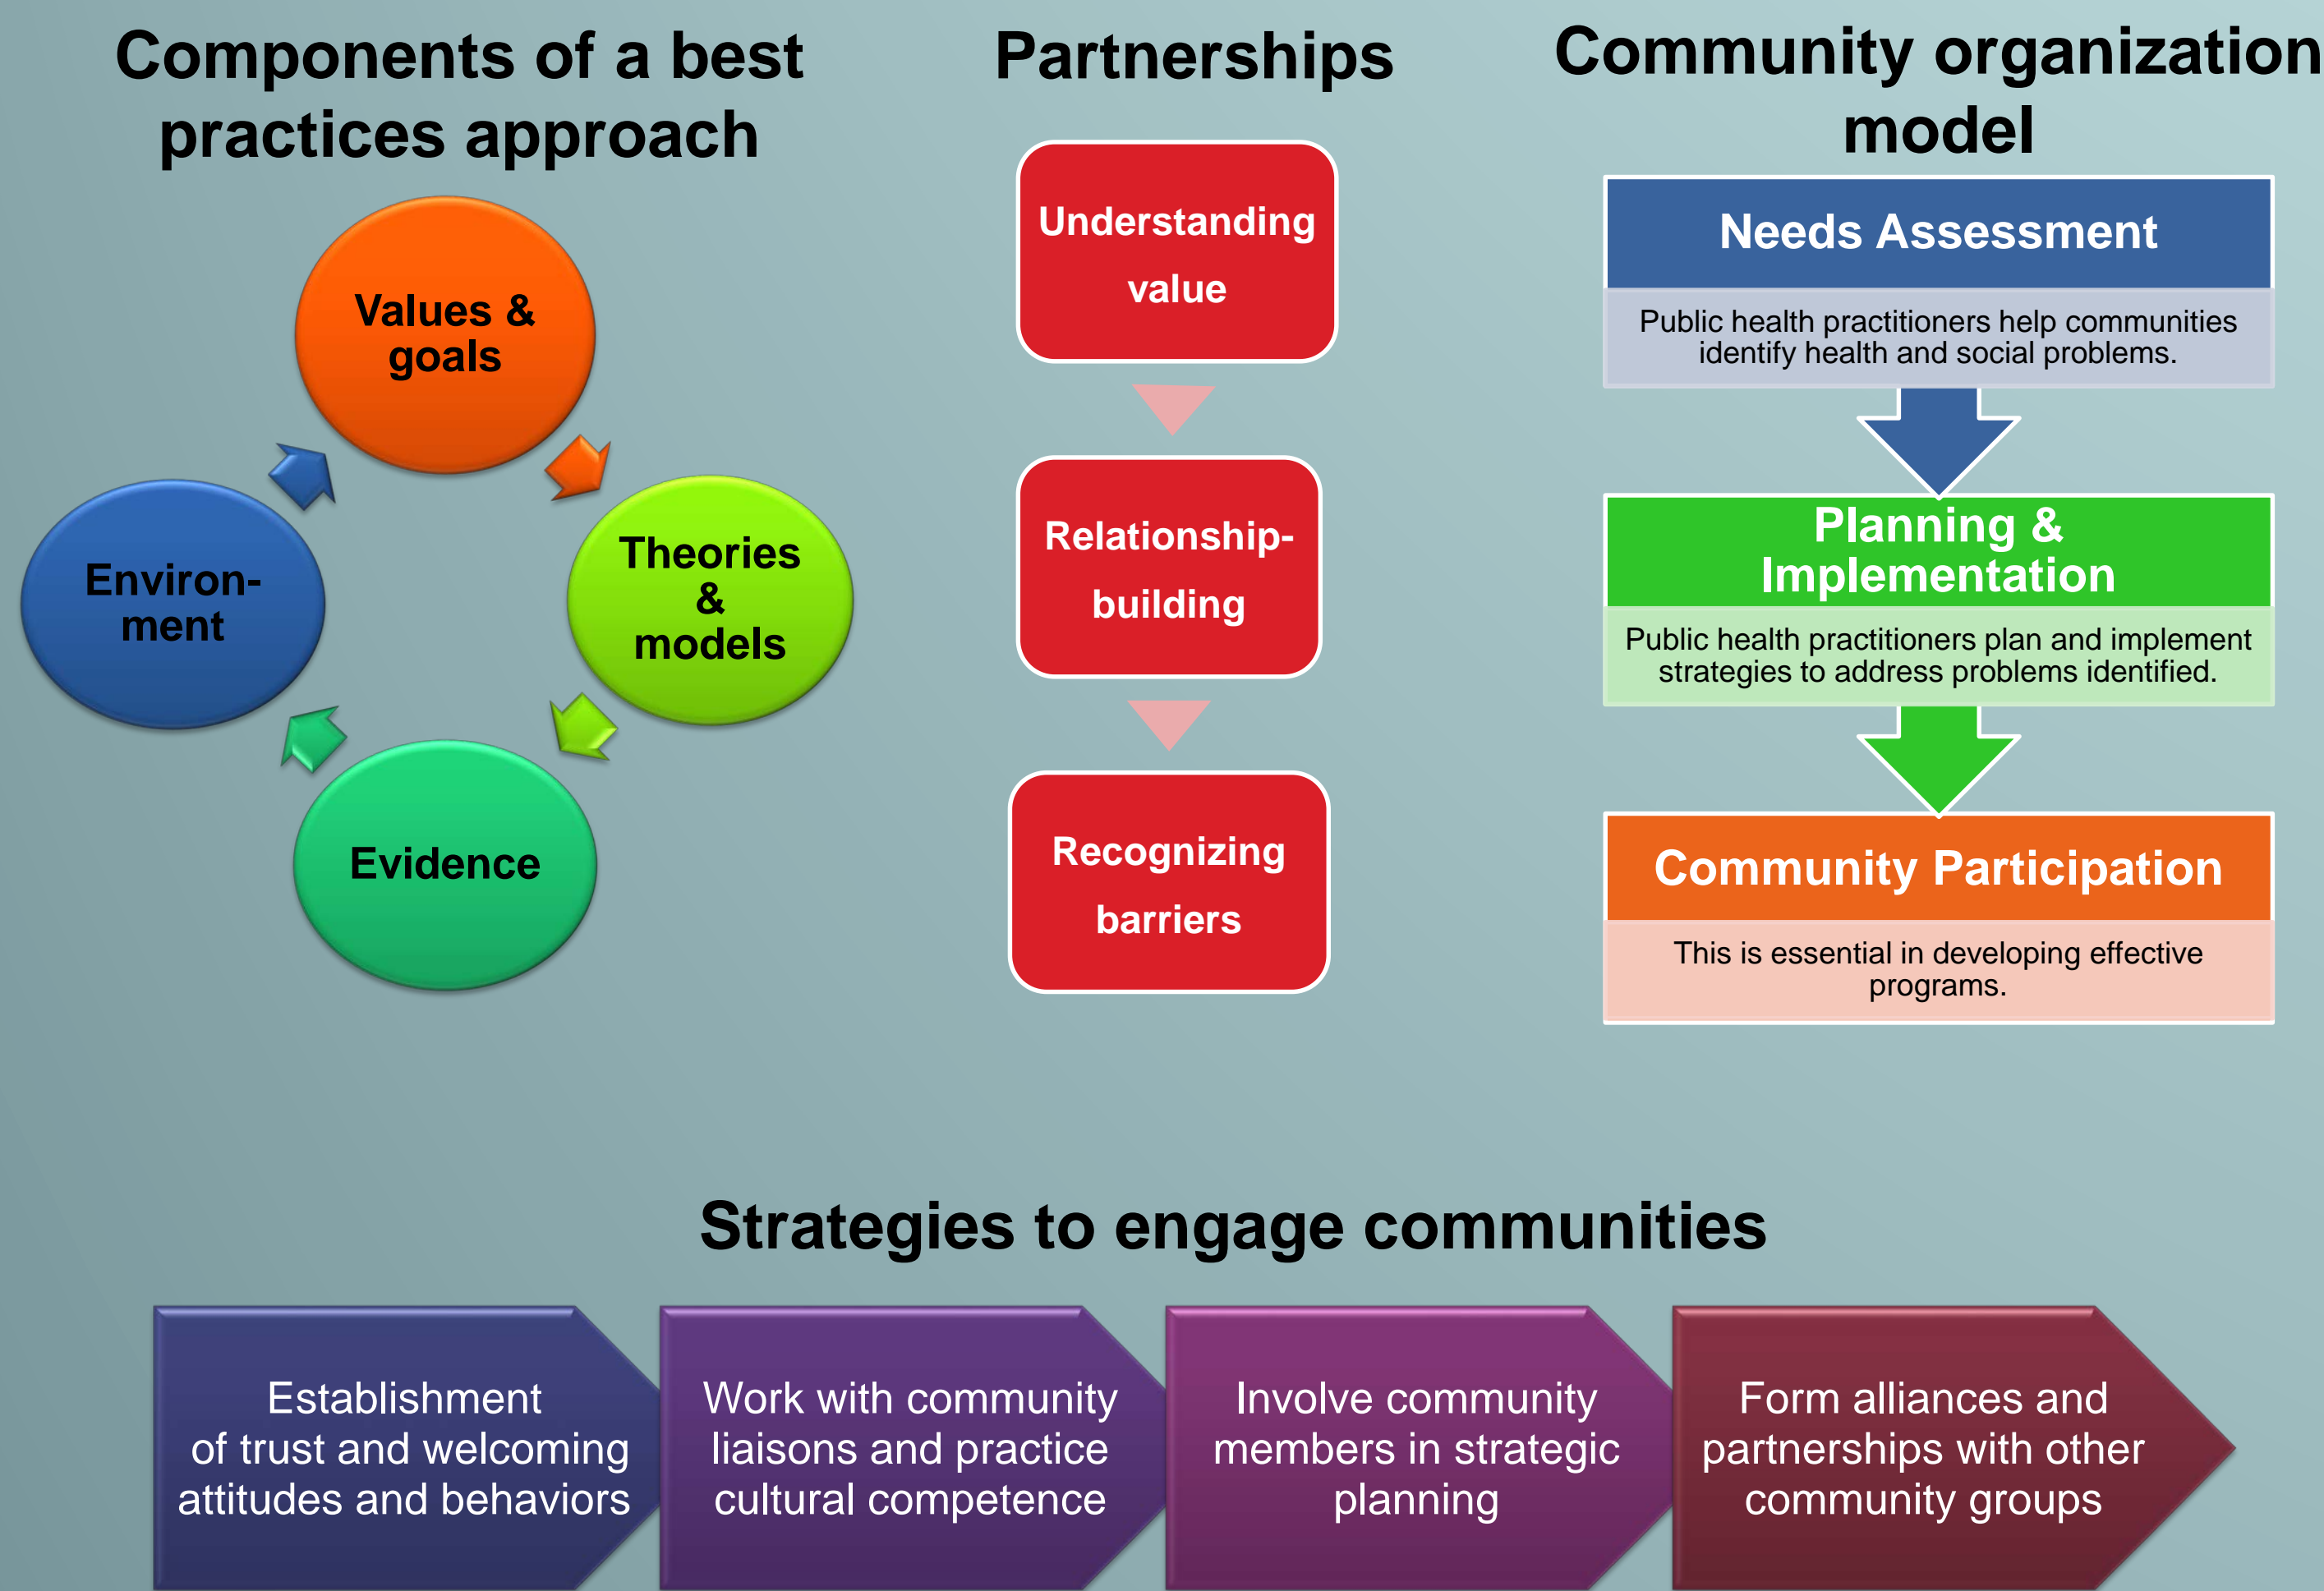 Components of a best
practices approach
Values &
goals
Theories
&
models
Evidence
Environ-
ment
Partnerships
Understanding
value
Relationship-
building
Recognizing
barriers
Community organization
model
Needs Assessment
Public health practitioners help communities
identify health and social problems.
Planning &
Implementation
Public health practitioners plan and implement
strategies to address problems identified.
Community Participation
This is essential in developing effective
programs.
Strategies to engage communities
Establishment
of trust and welcoming
attitudes and behaviors
Work with community
liaisons and practice
cultural competence
Involve community
members in strategic
planning
Form alliances and
partnerships with other
community groups